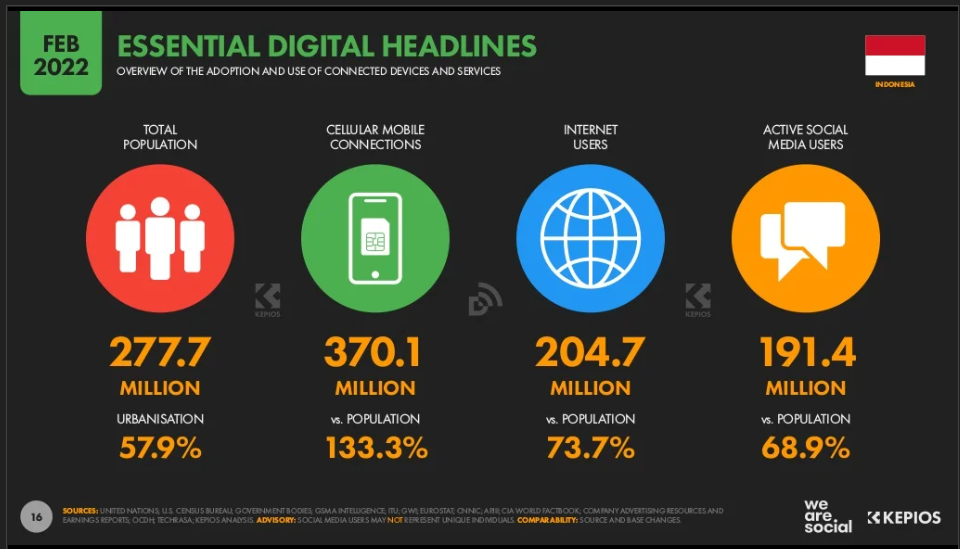 FEB
2022
ESSENTIAL DIGITAL HEADLINES
OVERVIEW OF THE ADOPTION AND USE OF CONNECTED DEVICES AND SERVICES
INDONESIA
TOTAL
POPULATION
CELLULAR MOBILE
CONNECTIONS
INTERNET
USERS
ACTIVE SOCIAL
MEDIA USERS
KEPIOS
KEPIOS
277.7
MILLION
URBANISATION
57.9%
370.1
MILLION
vs. POPULATION
133.3%
204.7
MILLION
vs. POPULATION
73.7%
191.4
MILLION
vs. POPULATION
68.9%
16
SOURCES: UNITED NATIONS; U.S. CENSUS BUREAU; GOVERNMENT BODIES; GSMA INTELLIGENCE; ITU; GWI; EUROSTAT; CNNIC; APJII; CIA WORLD FACTBOOK; COMPANY ADVERTISING RESOURCES AND
EARNINGS REPORTS; OCDH; TECHRASA; KEPIOS ANALYSIS. ADVISORY: SOCIAL MEDIA USERS MAY NOT REPRESENT UNIQUE INDIVIDUALS. COMPARABILITY: SOURCE AND BASE CHANGES.
we
are
social
KEPIOS